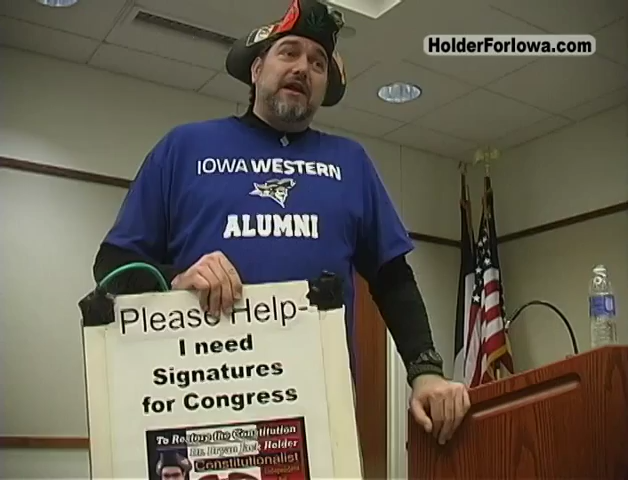 HolderForIowa.com
IOWA WESTERN
ALUMNI
Please Help-
I need
Signatures
for Congress
To Restore the Constitution
Dr. Bryan Jack Holder
Constitutionalist
Independent